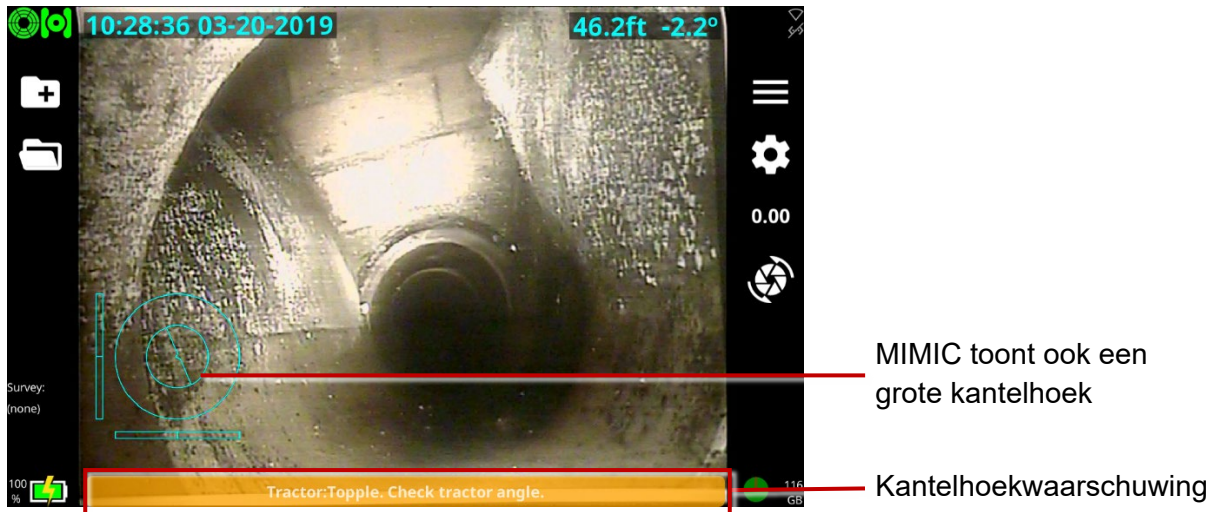 10:28:36 03-20-2019
46.2ft -2.2°
0.00
MIMIC toont ook een
grote kantelhoek
Survey:
(none)
100
%
Tractor:Topple. Check tractor angle.
116
GB
Kantelhoekwaarschuwing